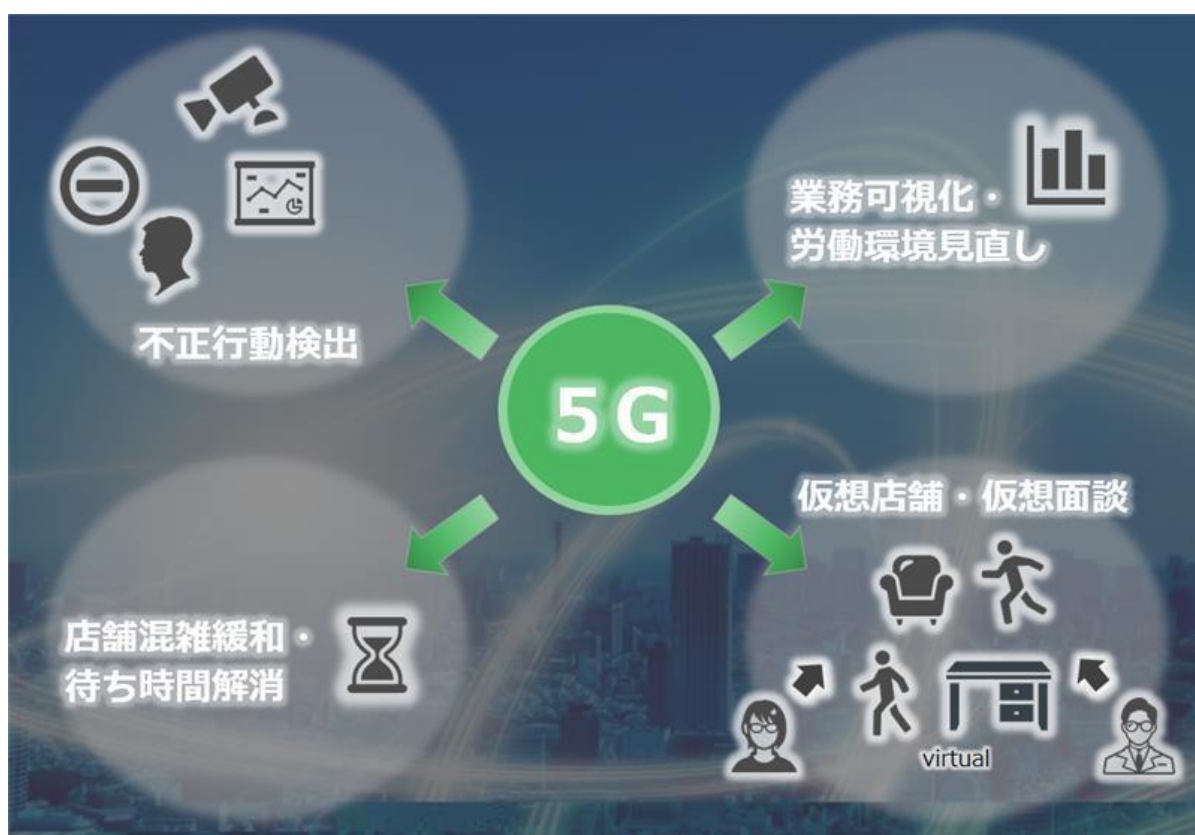 不正行動検出
業務可視化・
労働環境見直し
5G
店舗混雑緩和・
待ち時間解消
仮想店舗・仮想面談
virtual